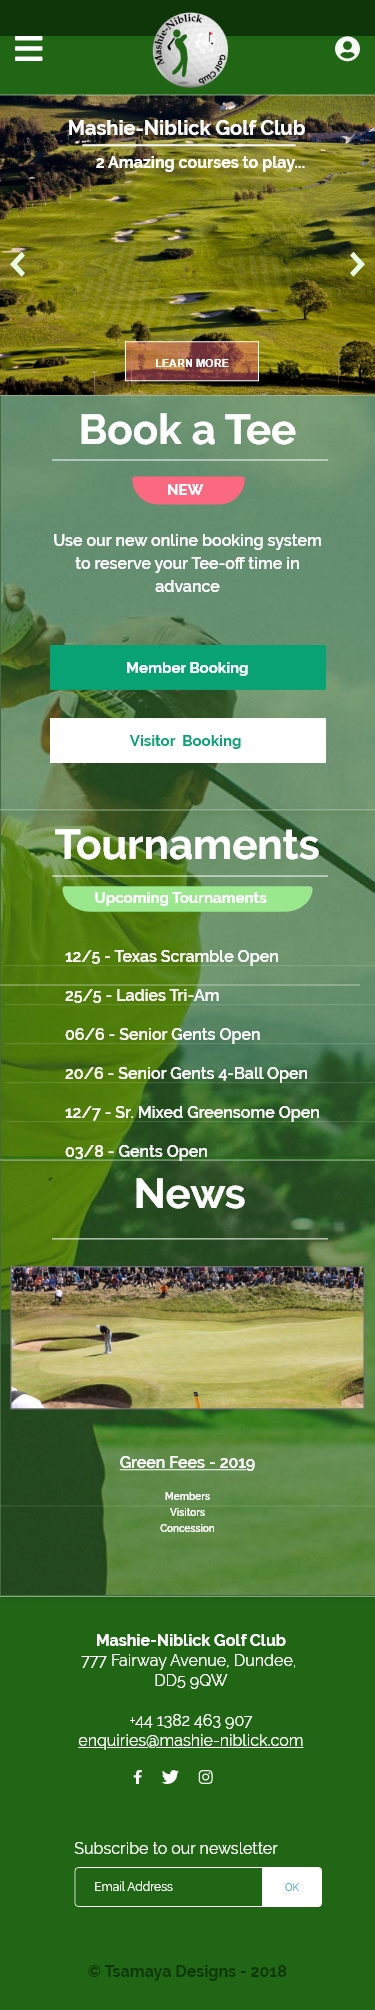 Mashie-Niblick
Golf Club
Mashie-Niblick Golf Club
2 Amazing courses to play...
LEARN MORE
Book a Tee
NEW
Use our new online booking system
to reserve your Tee-off time in
advance
Member Booking
Visitor Booking
Tournaments
Upcoming Tournaments
12/5 - Texas Scramble Open
25/5 - Ladies Tri-Am
06/6 - Senior Gents Open
20/6 - Senior Gents 4-Ball Open
12/7 - Sr. Mixed Greensome Open
03/8 - Gents Open
News
Green Fees - 2019
Members
Visitors
Concession
Mashie-Niblick Golf Club
777 Fairway Avenue, Dundee,
DD5 9QW
+44 1382 463 907
enquiries@mashie-niblick.com
Subscribe to our newsletter
Email Address OK
© Tsamaya Designs - 2018